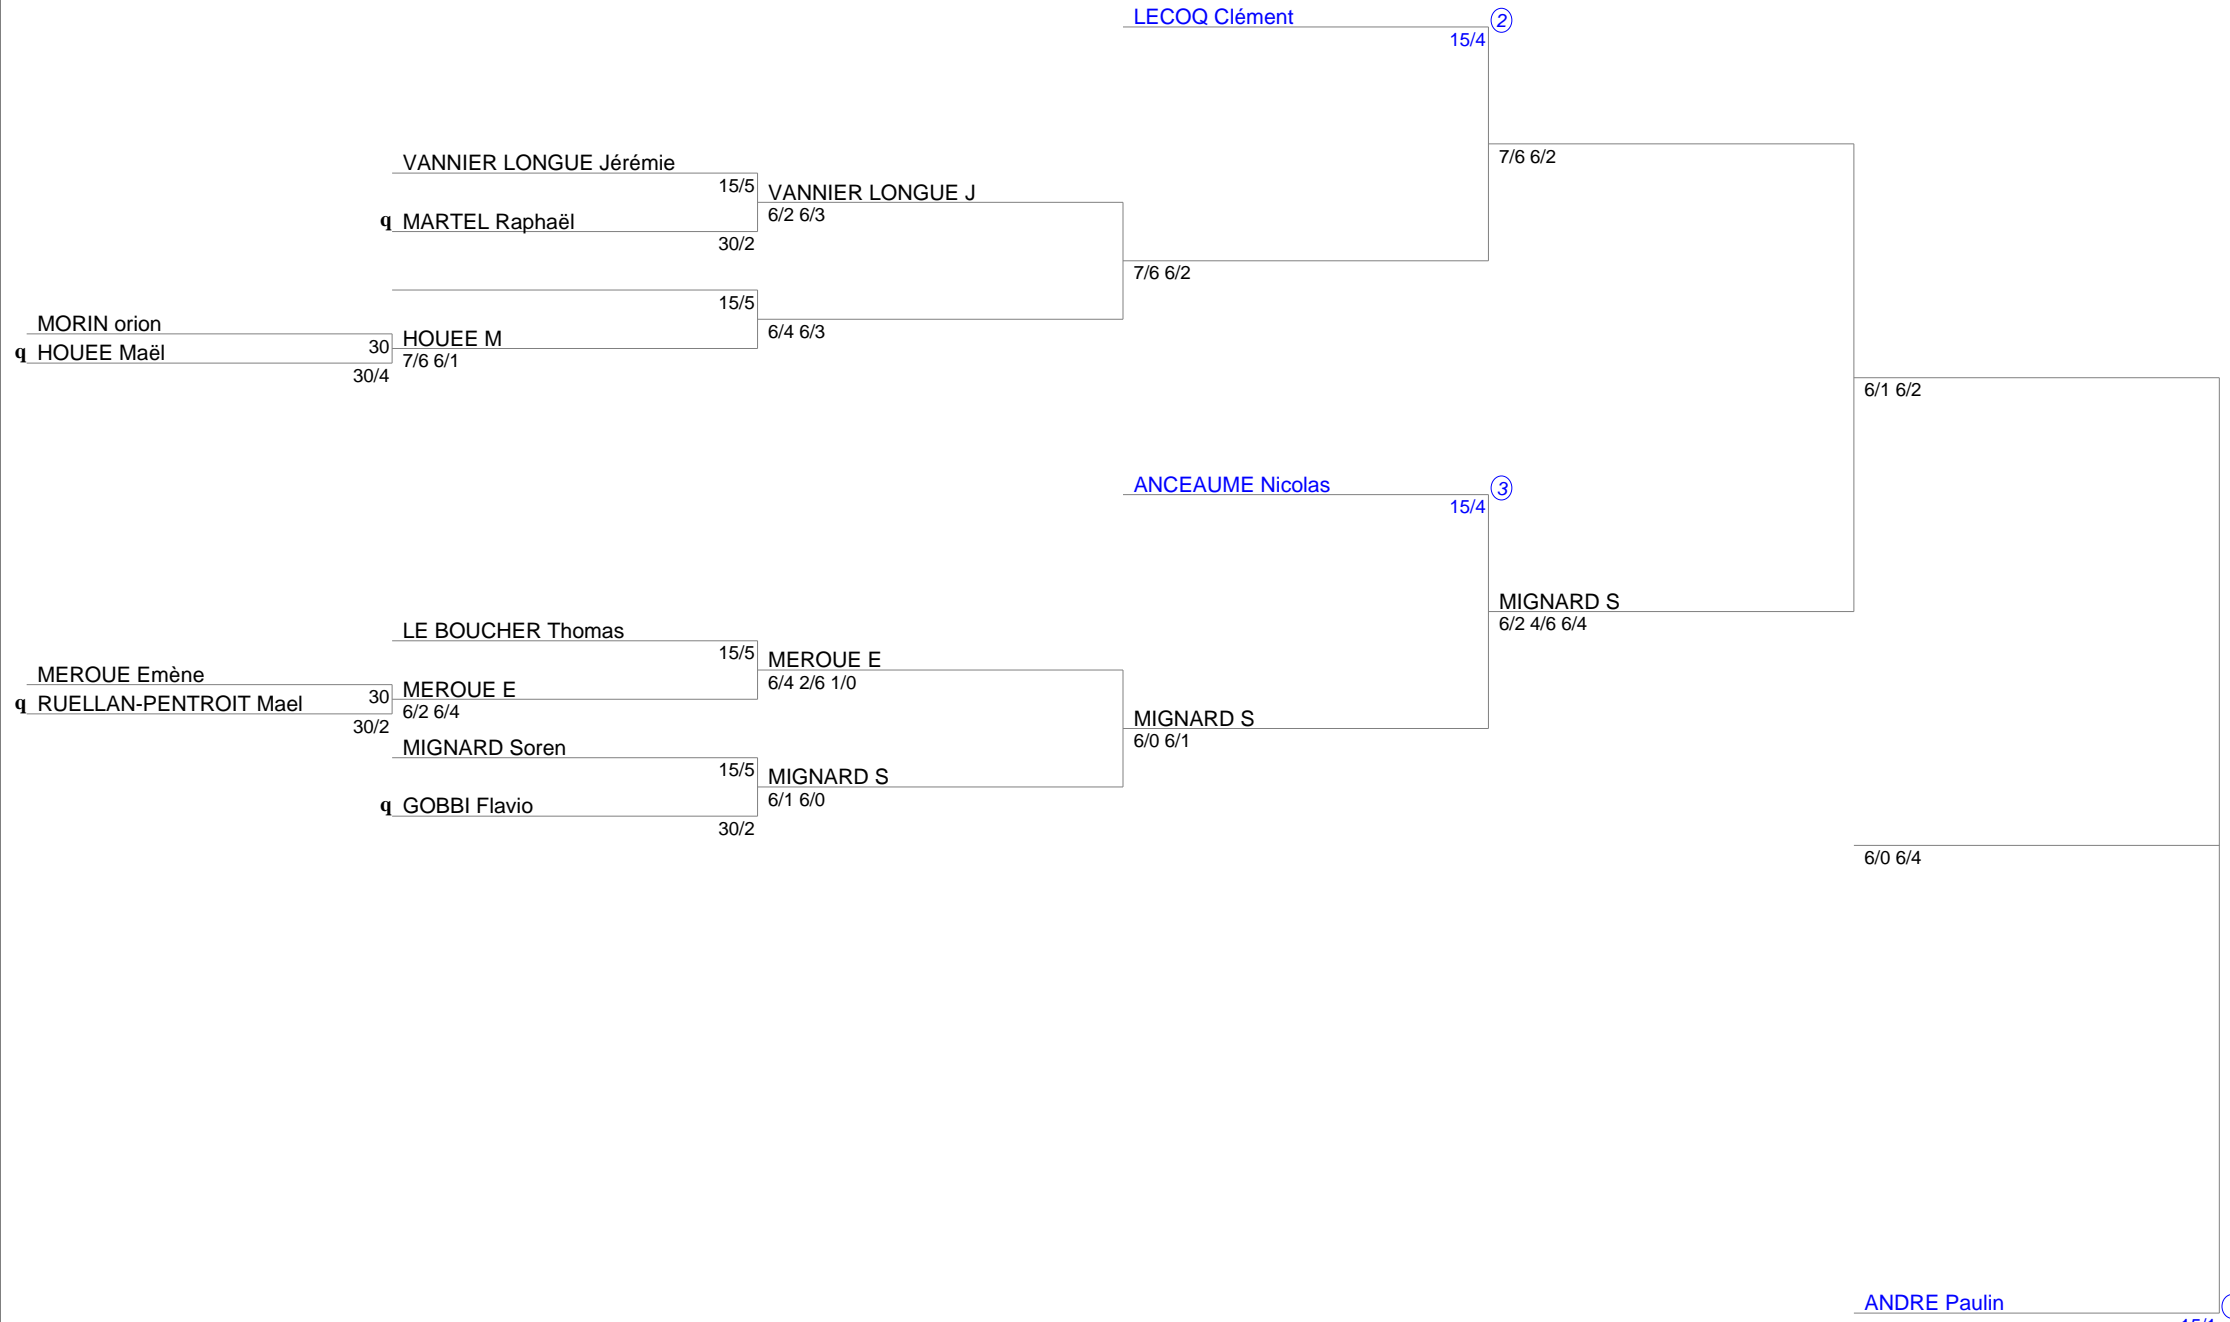 LECOQ Clément
2
15/4
7/6 6/2
VANNIER LONGUE Jérémie
15/5
VANNIER LONGUE J
6/2 6/3
q MARTEL Raphaël
30/2
7/6 6/2
15/5
6/4 6/3
MORIN orion
30
HOUEE M
7/6 6/1
q HOUEE Maël
30/4
6/1 6/2
ANCEAUME Nicolas
3
15/4
MIGNARD S
6/2 4/6 6/4
LE BOUCHER Thomas
15/5
MEROUE E
6/4 2/6 1/0
MEROUE Emène
30
MEROUE E
6/2 6/4
q RUELLAN-PENTROIT Mael
30/2
MIGNARD S
6/0 6/1
MIGNARD Soren
15/5
MIGNARD S
6/1 6/0
q GOBBI Flavio
30/2
6/0 6/4
ANDRE Paulin